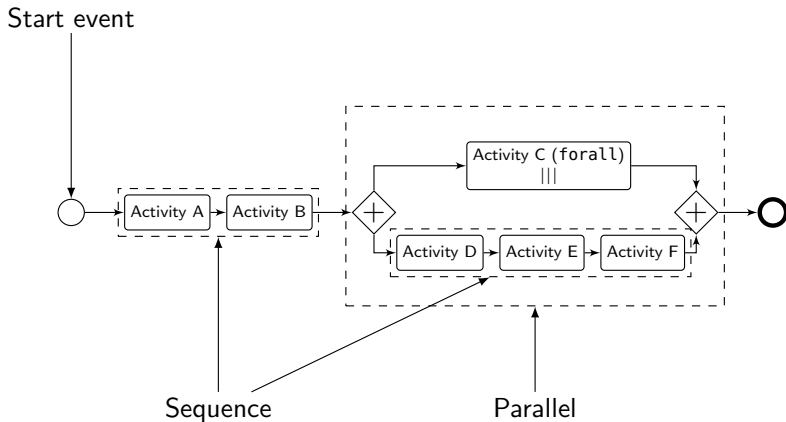 Start event
Activity C (forall)
|||
Activity A
Activity B
Activity D
Activity E
Activity F
Sequence
Parallel